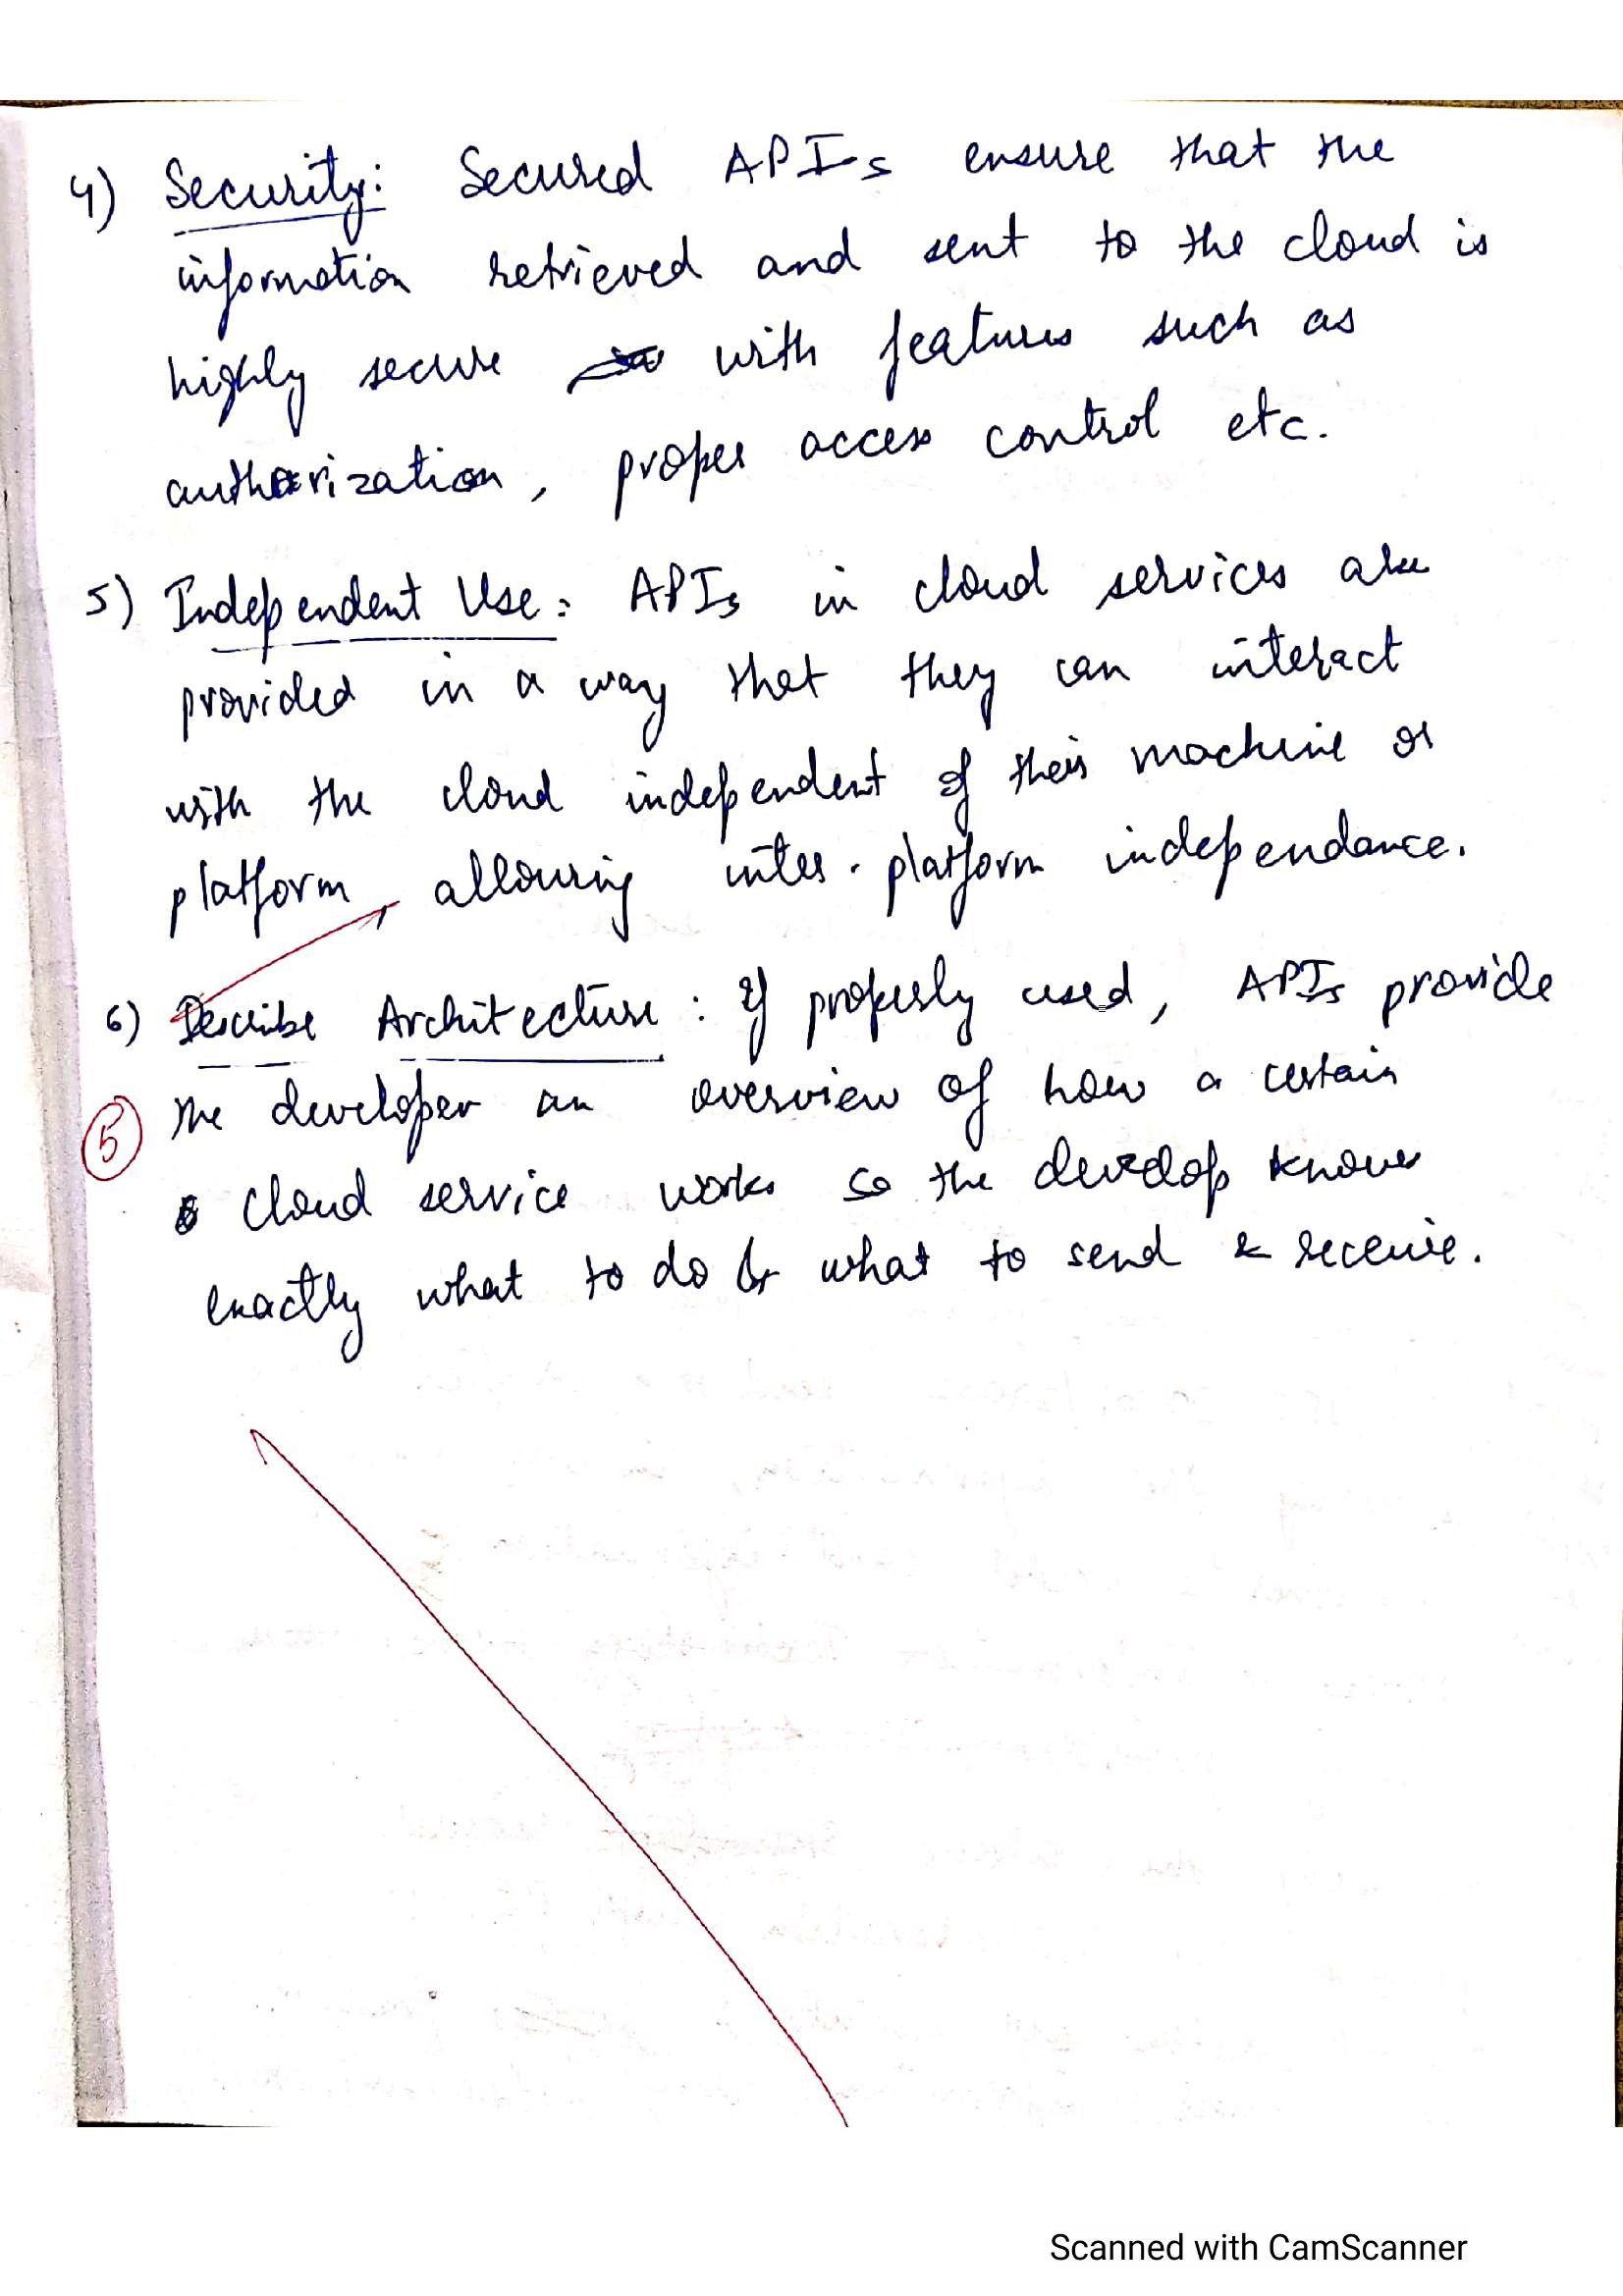 4) Security: Secured APIs ensure that the
information retrieved and sent to the cloud is
highly secure with features such as
authorization, proper access control etc.
5) Independent Use: APIs in cloud services are
provided in a way that they can interact
with the cloud independent of their machine or
platform, allowing inter-platform independance.
6) Describe Architecture: If properly used, APIs provide
5 the developer an overview of how a certain
cloud service works so the develop knows
exactly what to do & what to send & receive.
Scanned with CamScanner